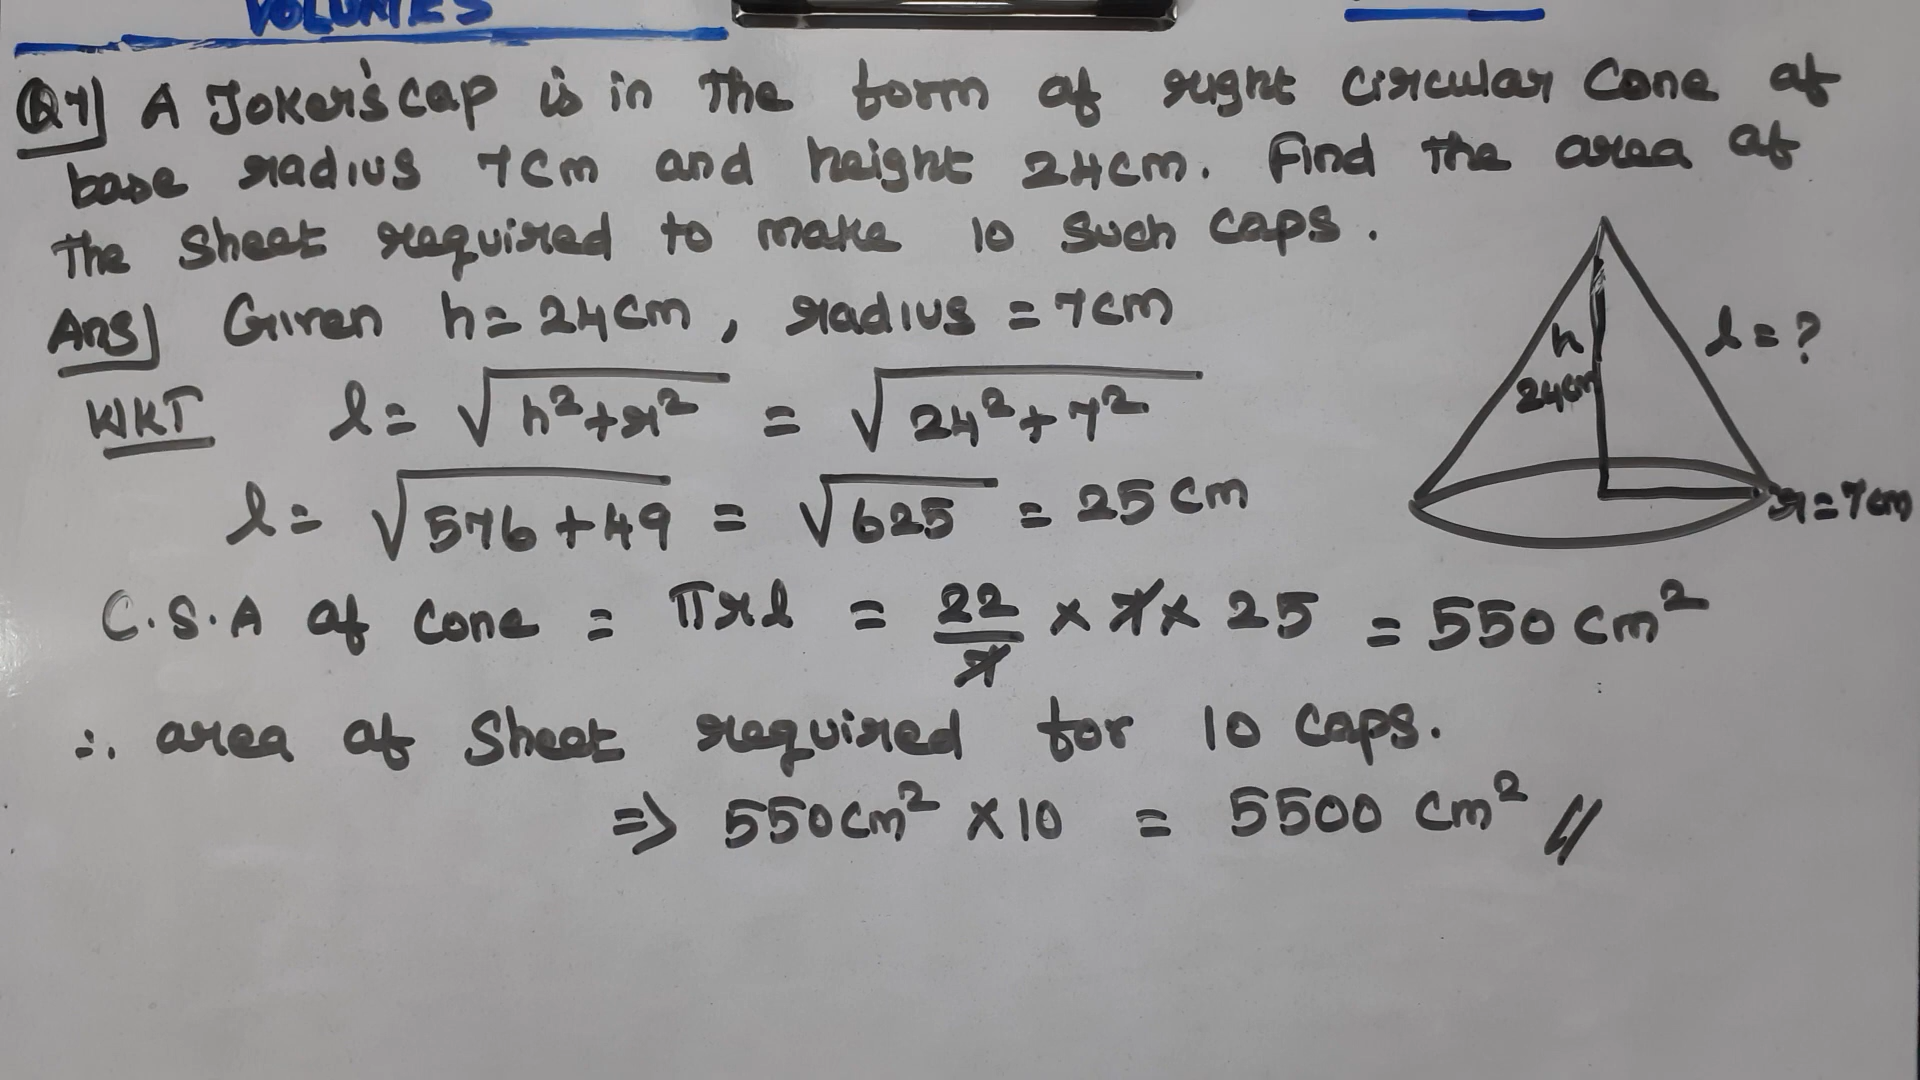 VOLUMES
Q7] A Joker's cap is in The form of right circular Cone of
base radius 7cm and height 24cm. Find the area of
The Sheet required to make 10 such caps.
Ans] Given h = 24cm, radius = 7cm
WKT l = √h²+r² = √24²+7²
l = √576+49 = √625 = 25cm
C.S.A of cone = πrl = 22/7 × 7 × 25 = 550 cm²
∴ area of Sheet required for 10 Caps.
⇒ 550cm² × 10 = 5500 cm² //
h
24cm
l = ?
r = 7cm